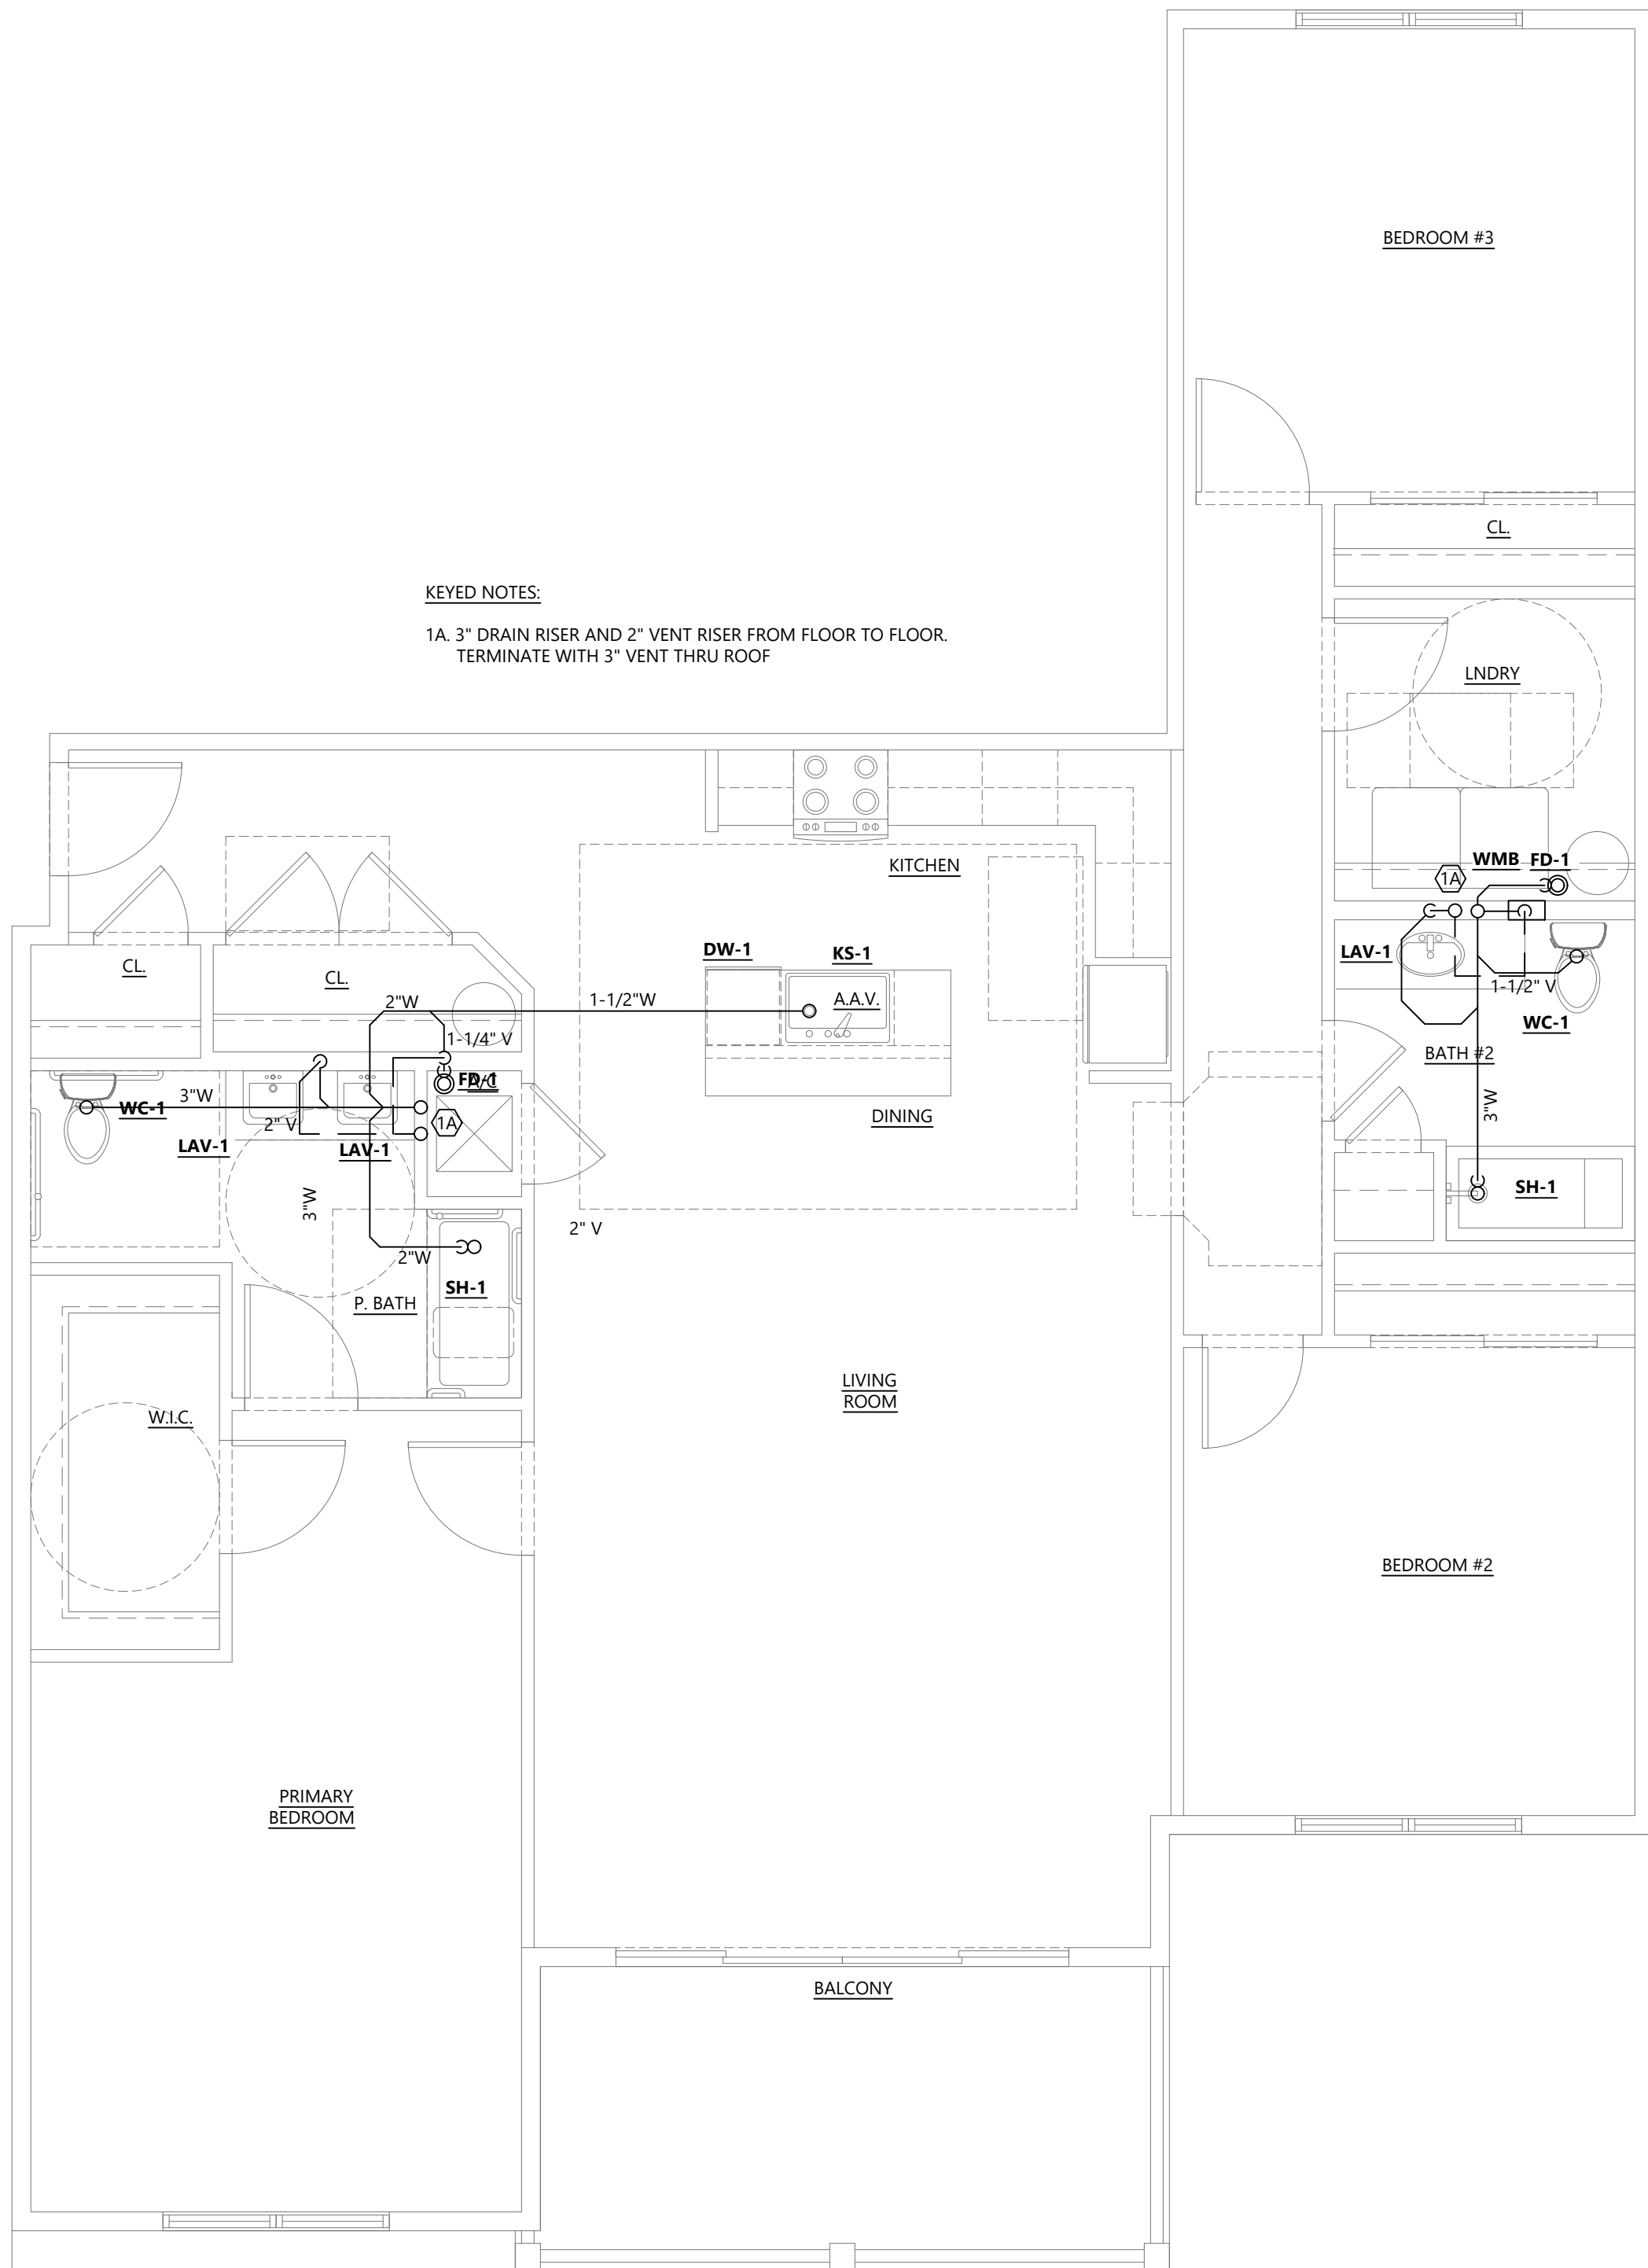 BEDROOM #3
CL.
KEYED NOTES:
1A. 3" DRAIN RISER AND 2" VENT RISER FROM FLOOR TO FLOOR.
TERMINATE WITH 3" VENT THRU ROOF
LNDRY
KITCHEN
WMB FD-1
1A
CL.
CL.
DW-1
KS-1
LAV-1
2"W
1-1/2"W
A.A.V.
1-1/2" V
WC-1
1-1/4" V
BATH #2
FD-1
A/C
3"W
WC-1
2" V
1A
DINING
3"W
LAV-1
LAV-1
3"W
SH-1
2" V
2"W
SH-1
P. BATH
LIVING
ROOM
W.I.C.
BEDROOM #2
PRIMARY
BEDROOM
BALCONY